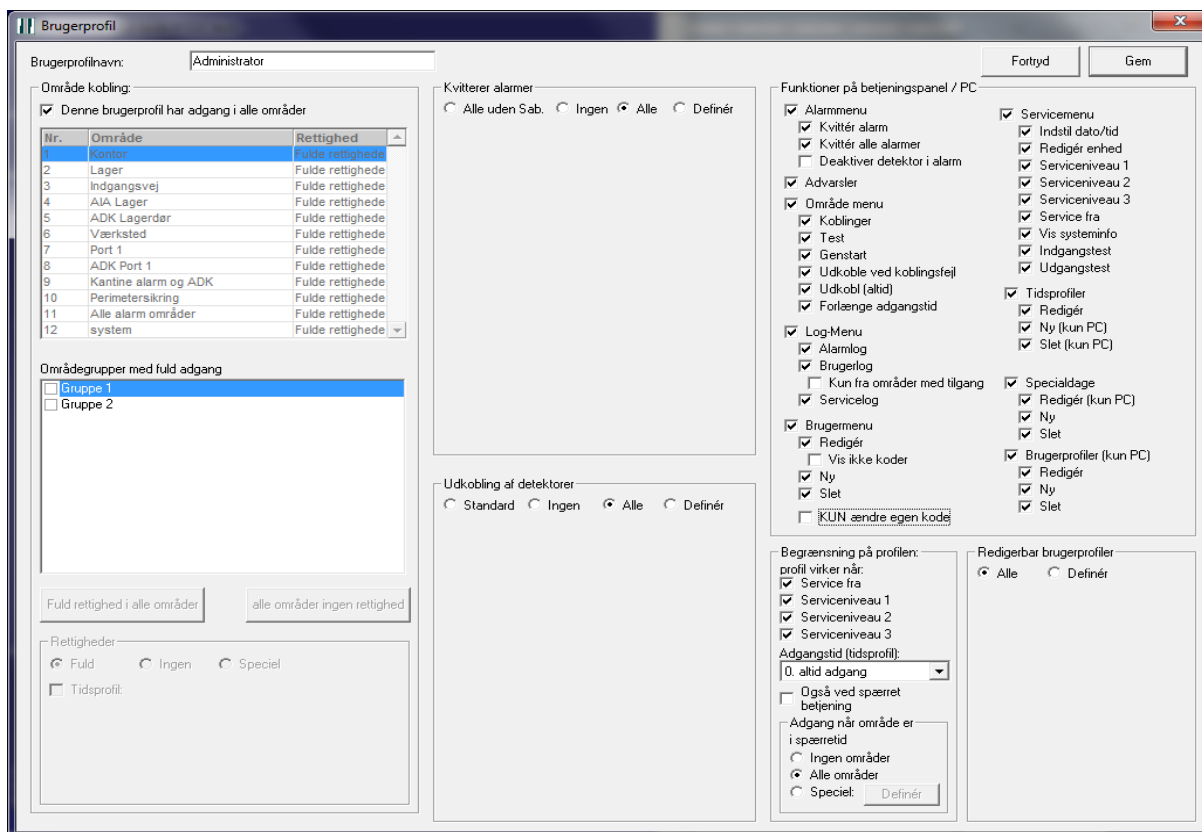 Brugerprofil
Brugerprofilnavn: Administrator
Fortryd Gem
Område kobling:
Denne brugerprofil har adgang i alle områder
Nr. Område Rettighed
1 Kontor Fulde rettighede
2 Lager Fulde rettighede
3 Indgangsvej Fulde rettighede
4 AIA Lager Fulde rettighede
5 ADK Lagerdør Fulde rettighede
6 Værksted Fulde rettighede
7 Port 1 Fulde rettighede
8 ADK Port 1 Fulde rettighede
9 Kantine alarm og ADK Fulde rettighede
10 Perimetersikring Fulde rettighede
11 Alle alarm områder Fulde rettighede
12 system Fulde rettighede
Områdegrupper med fuld adgang
Gruppe 1
Gruppe 2
Fuld rettighed i alle områder alle områder ingen rettighed
Rettigheder
Fuld Ingen Speciel
Tidsprofil:
Kvitterer alarmer
Alle uden Sab. Ingen Alle Definér
Udkobling af detektorer
Standard Ingen Alle Definér
Funktioner på betjeningspanel / PC
Alarmmenu
Kvittér alarm
Kvittér alle alarmer
Deaktiver detektor i alarm
Advarsler
Område menu
Koblinger
Test
Genstart
Udkoble ved koblingsfejl
Udkobl (altid)
Forlænge adgangstid
Log-Menu
Alarmlog
Brugerlog
Kun fra områder med tilgang
Servicelog
Brugermenu
Redigér
Vis ikke koder
Ny
Slet
KUN ændre egen kode
Servicemenu
Indstil dato/tid
Redigér enhed
Serviceniveau 1
Serviceniveau 2
Serviceniveau 3
Service fra
Vis systeminfo
Indgangstest
Udgangstest
Tidsprofiler
Redigér
Ny (kun PC)
Slet (kun PC)
Specialdage
Redigér (kun PC)
Ny
Slet
Brugerprofiler (kun PC)
Redigér
Ny
Slet
Begrænsning på profilen:
profil virker når:
Service fra
Serviceniveau 1
Serviceniveau 2
Serviceniveau 3
Adgangstid (tidsprofil):
0. altid adgang
Også ved spærret
betjening
Adgang når område er
i spærretid
Ingen områder
Alle områder
Speciel: Definér
Redigerbar brugerprofiler
Alle Definér